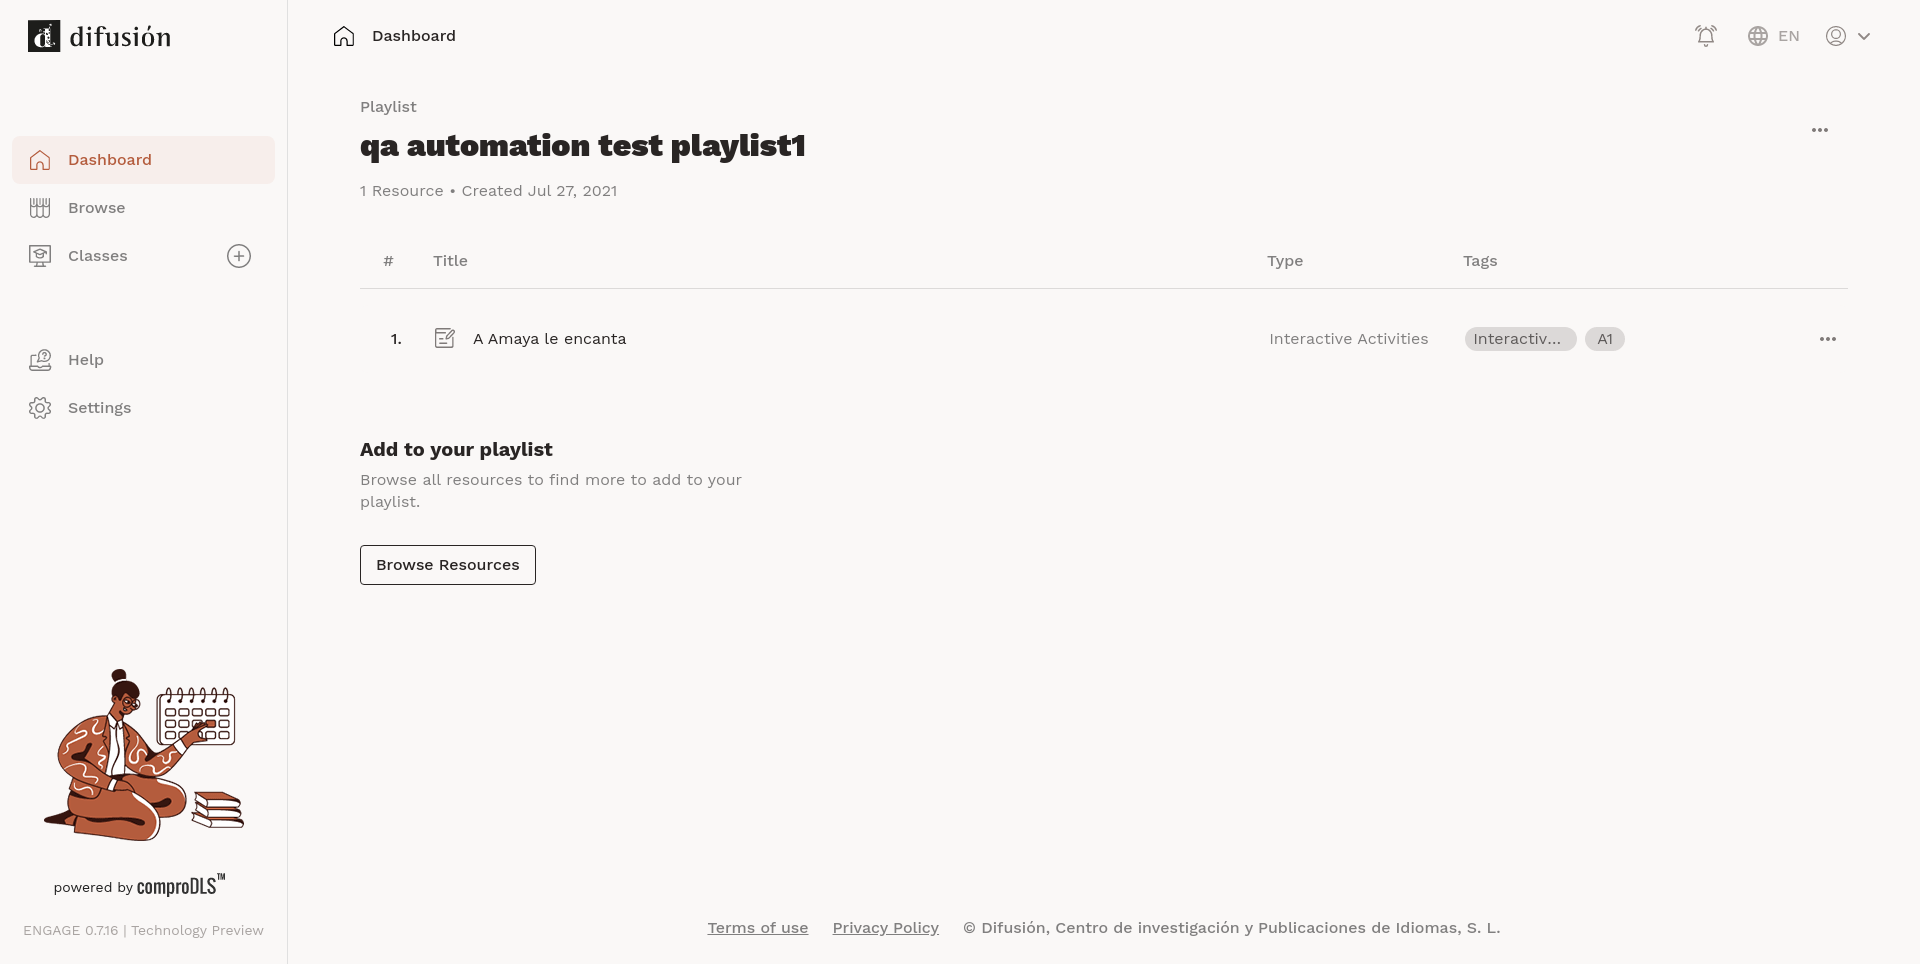 difusión
Dashboard
EN
Dashboard
Browse
Classes
Help
Settings
Playlist
qa automation test playlist1
1 Resource • Created Jul 27, 2021
# Title Type Tags
1. A Amaya le encanta Interactive Activities Interactiv... A1
Add to your playlist
Browse all resources to find more to add to your
playlist.
Browse Resources
powered by comproDLS™
ENGAGE 0.7.16 | Technology Preview
Terms of use Privacy Policy © Difusión, Centro de investigación y Publicaciones de Idiomas, S. L.